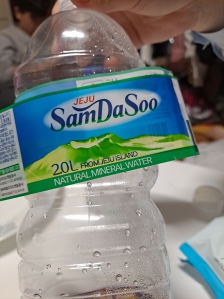 JEJU
SamDaSoo
2.0L FROM JEJU ISLAND
NATURAL MINERAL WATER